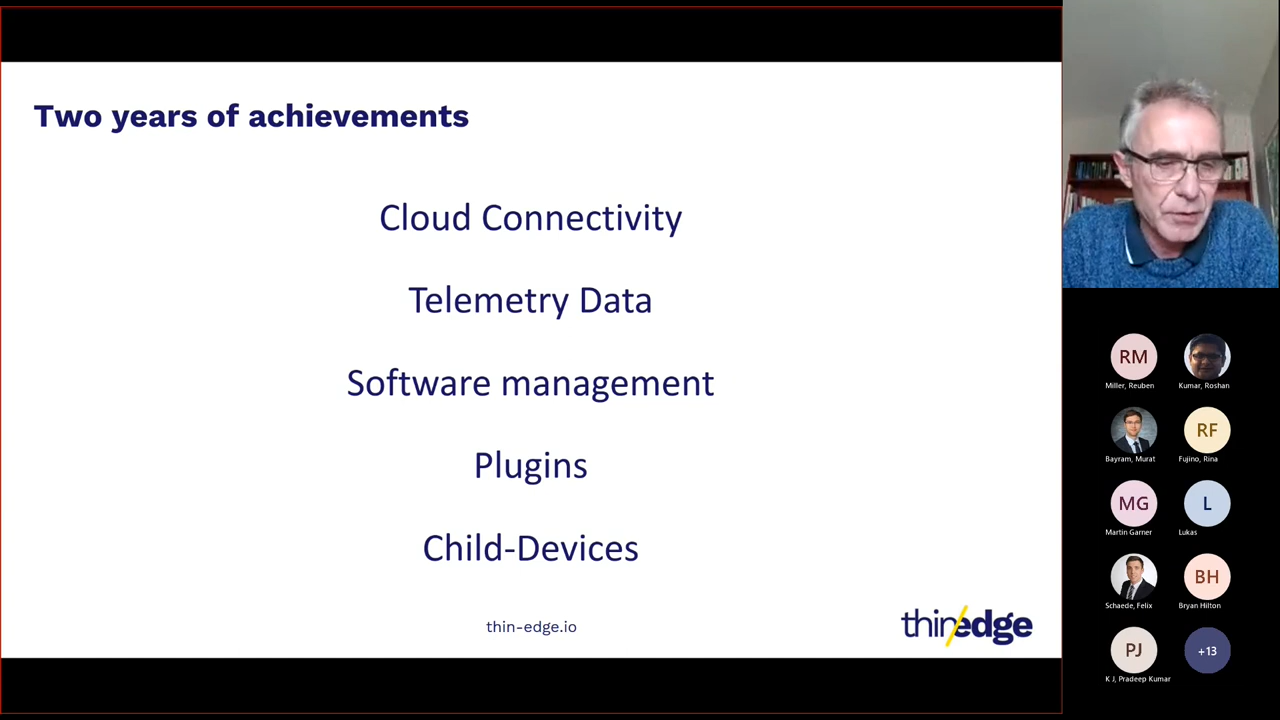 Two years of achievements
Cloud Connectivity
Telemetry Data
Software management
Plugins
Child-Devices
thin-edge.io
thin/edge
RM
Miller, Reuben
Kumar, Roshan
Bayram, Murat
RF
Fujino, Rina
MG
Martin Garner
L
Lukas
Schaede, Felix
BH
Bryan Hilton
PJ
K J, Pradeep Kumar
+13